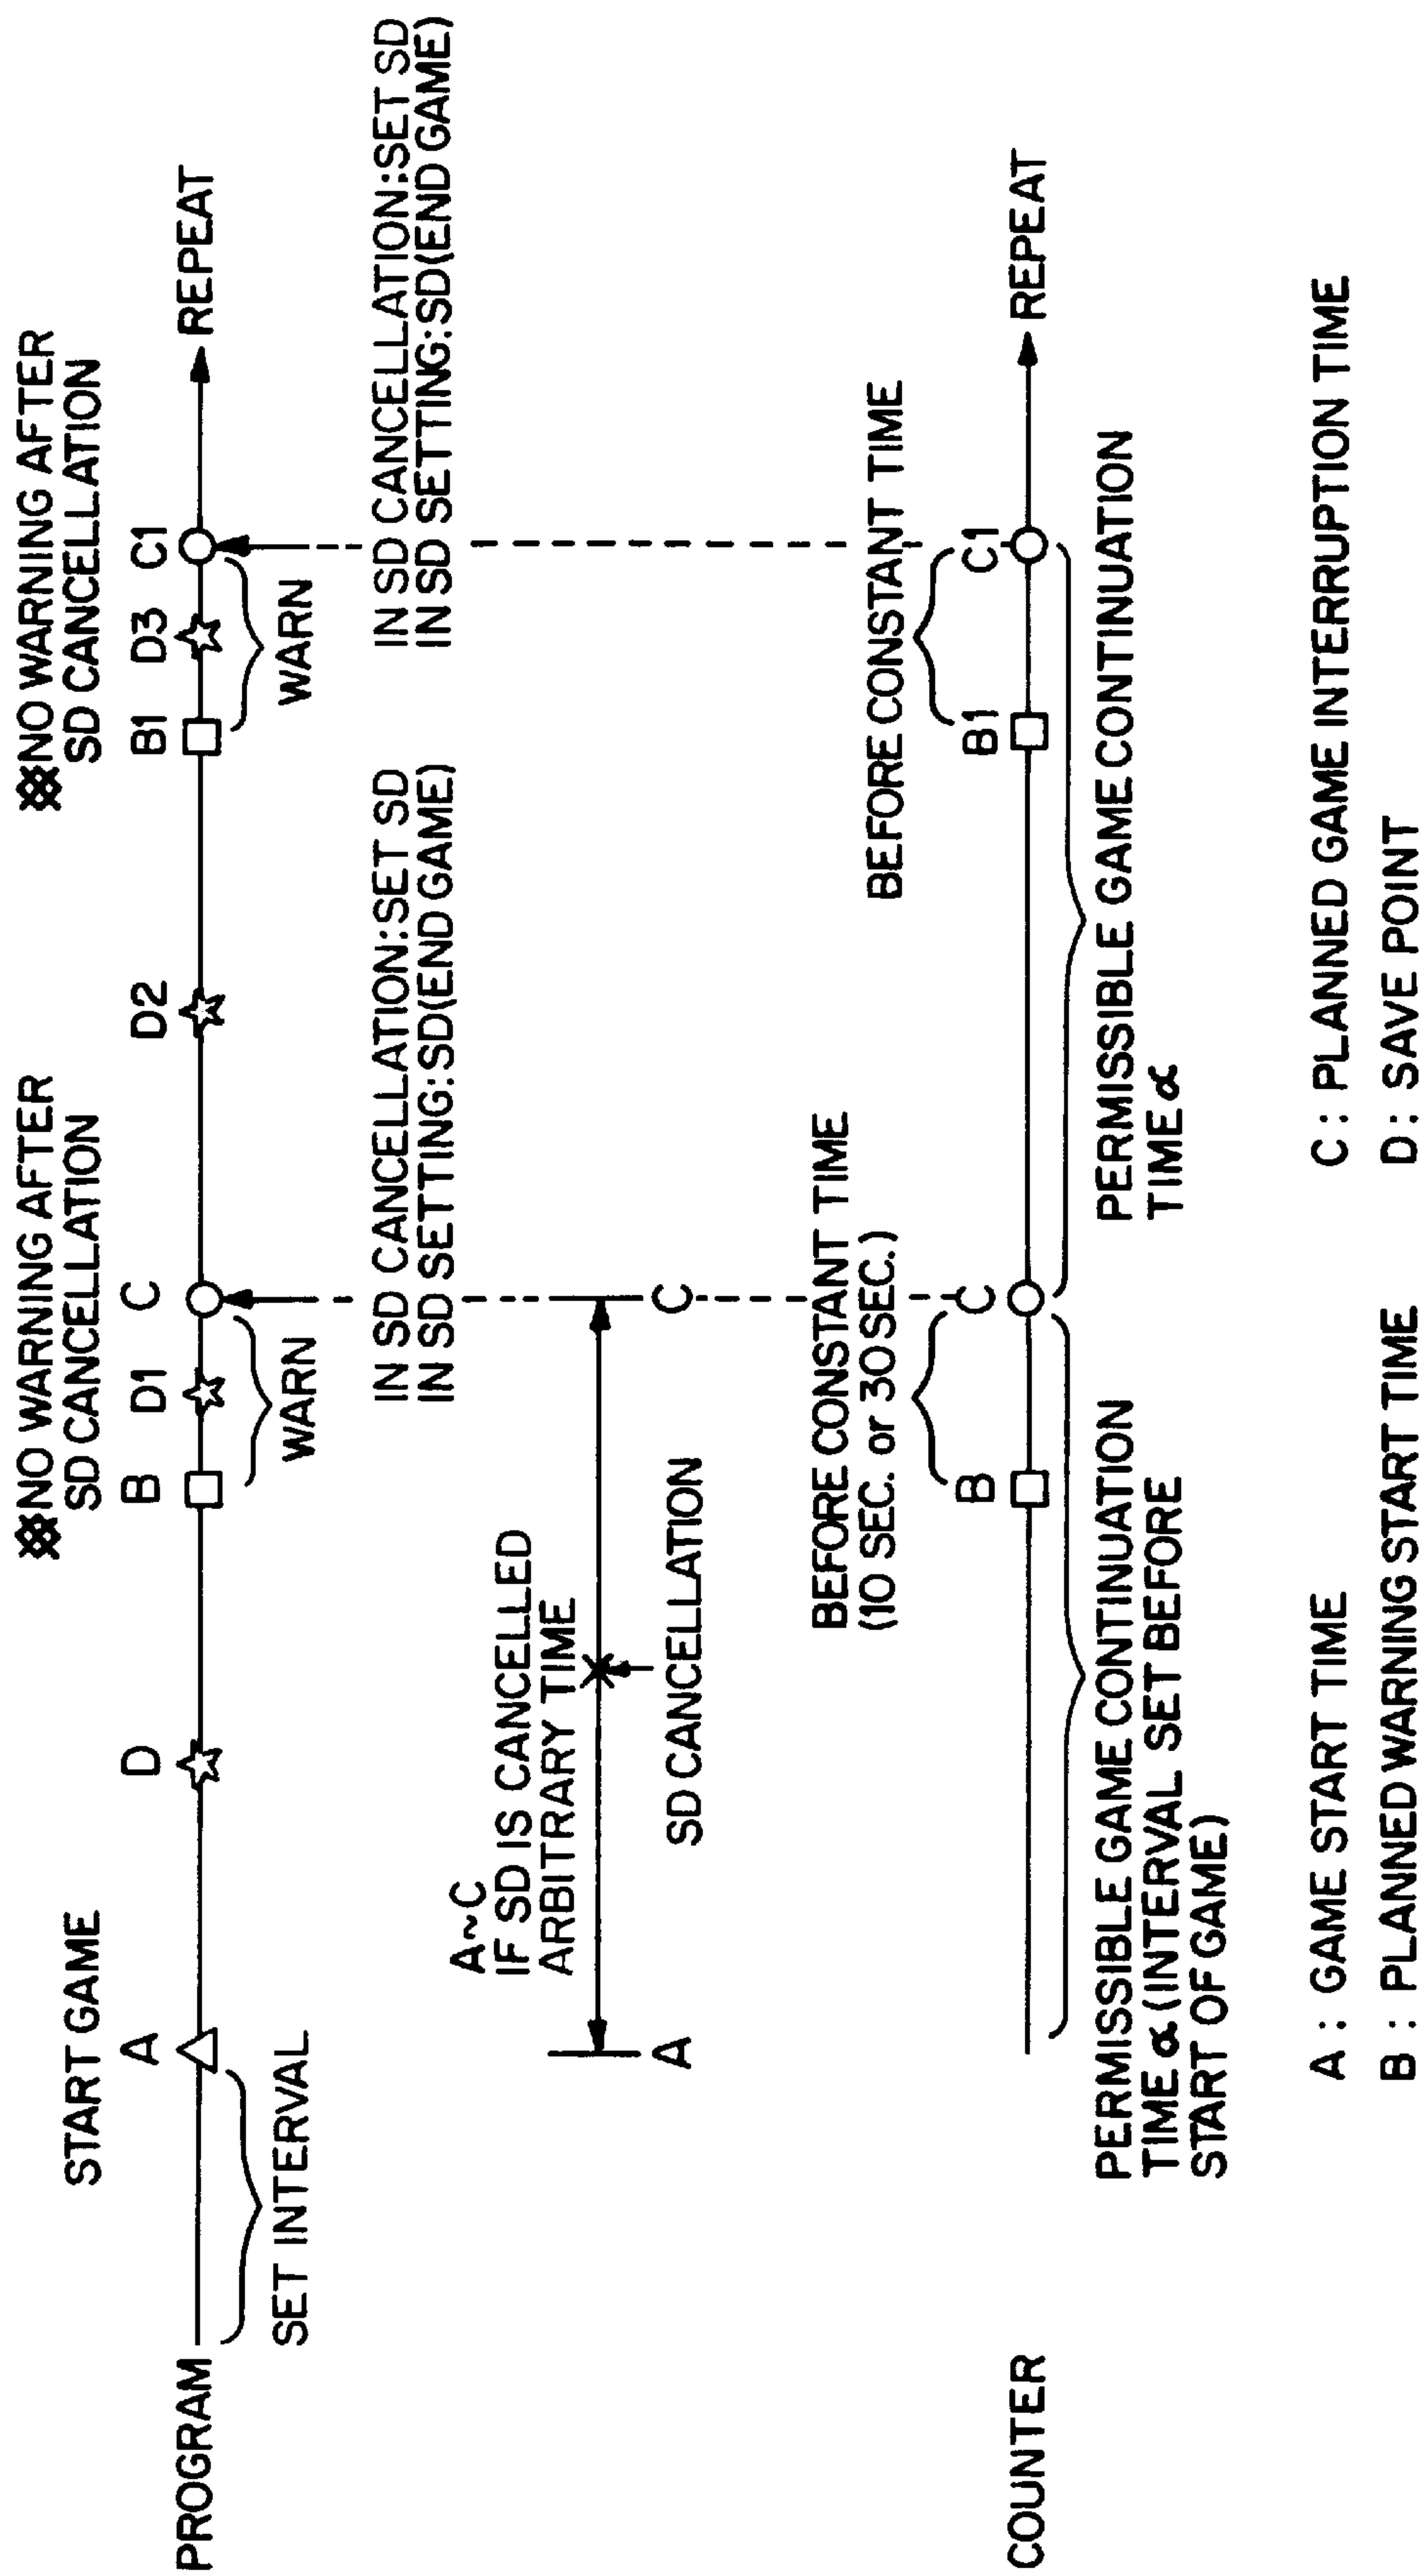 ※NO WARNING AFTER
SD CANCELLATION
※NO WARNING AFTER
SD CANCELLATION
START GAME
A
D
B
D1
C
D2
B1
D3
C1
PROGRAM
REPEAT
SET INTERVAL
WARN
WARN
IN SD CANCELLATION:SET SD
IN SETTING:SD(END GAME)
IN SD CANCELLATION:SET SD
IN SETTING:SD(END GAME)
A~C
IF SD IS CANCELLED
ARBITRARY TIME
A
SD CANCELLATION
C
BEFORE CONSTANT TIME
(10 SEC. or 30 SEC.)
BEFORE CONSTANT TIME
B
C
B1
C1
COUNTER
REPEAT
PERMISSIBLE GAME CONTINUATION
TIME α (INTERVAL SET BEFORE
START OF GAME)
PERMISSIBLE GAME CONTINUATION
TIME α
A : GAME START TIME
B : PLANNED WARNING START TIME
C : PLANNED GAME INTERRUPTION TIME
D : SAVE POINT